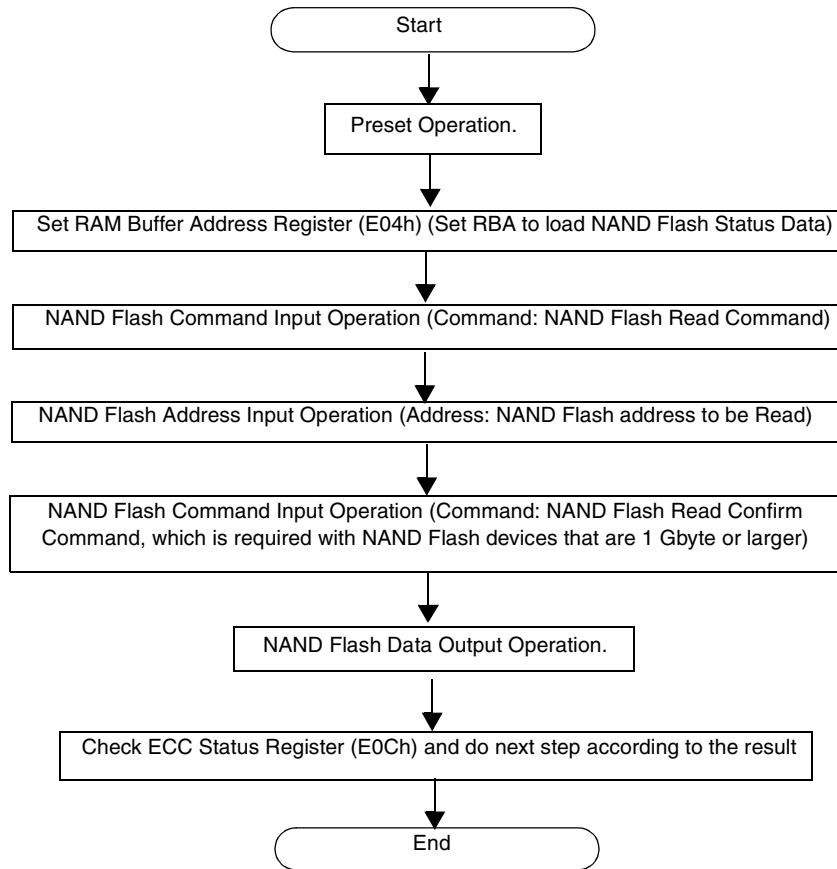 Start
Preset Operation.
Set RAM Buffer Address Register (E04h) (Set RBA to load NAND Flash Status Data)
NAND Flash Command Input Operation (Command: NAND Flash Read Command)
NAND Flash Address Input Operation (Address: NAND Flash address to be Read)
NAND Flash Command Input Operation (Command: NAND Flash Read Confirm
Command, which is required with NAND Flash devices that are 1 Gbyte or larger)
NAND Flash Data Output Operation.
Check ECC Status Register (E0Ch) and do next step according to the result
End